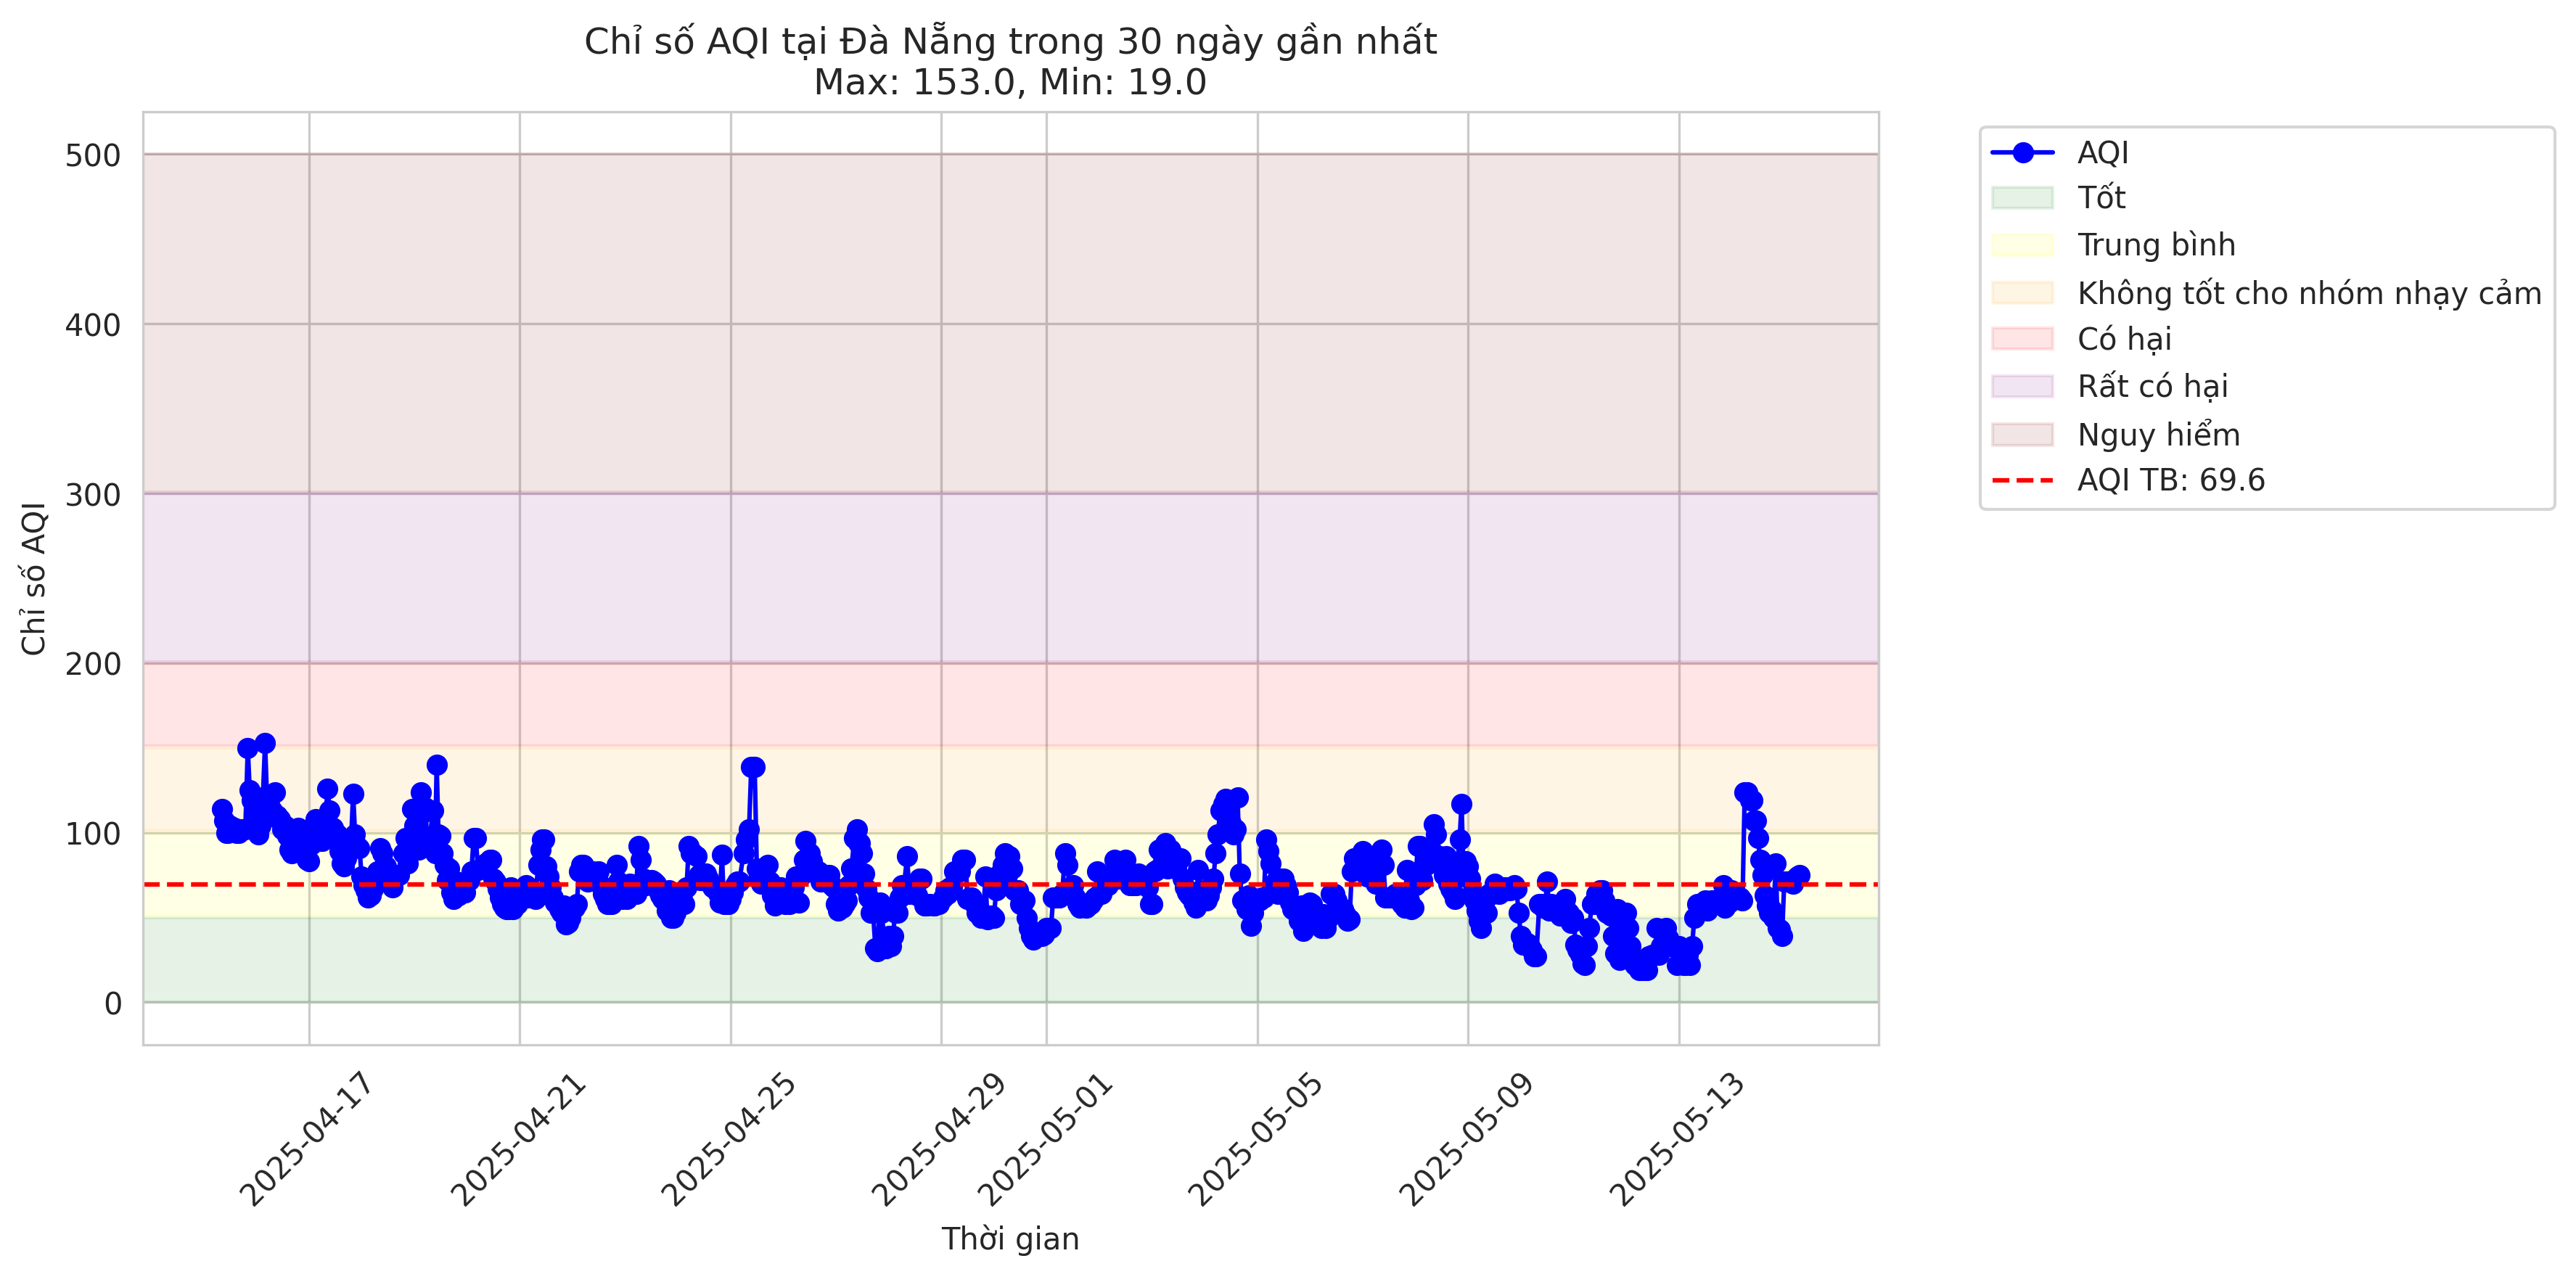 Chỉ số AQI tại Đà Nẵng trong 30 ngày gần nhất
Max: 153.0, Min: 19.0
Chỉ số AQI
500
400
300
200
100
0
2025-04-17
2025-04-21
2025-04-25
2025-04-29
2025-05-01
2025-05-05
2025-05-09
2025-05-13
Thời gian
AQI
Tốt
Trung bình
Không tốt cho nhóm nhạy cảm
Có hại
Rất có hại
Nguy hiểm
AQI TB: 69.6